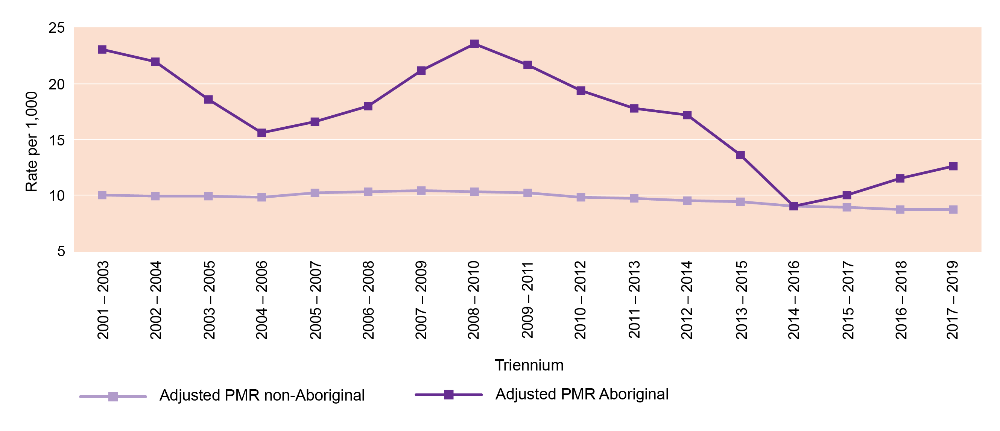 25
20
15
10
5
Rate per 1,000
2001 – 2003
2002 – 2004
2003 – 2005
2004 – 2006
2005 – 2007
2006 – 2008
2007 – 2009
2008 – 2010
2009 – 2011
2010 – 2012
2011 – 2013
2012 – 2014
2013 – 2015
2014 – 2016
2015 – 2017
2016 – 2018
2017 – 2019
Triennium
Adjusted PMR non-Aboriginal
Adjusted PMR Aboriginal